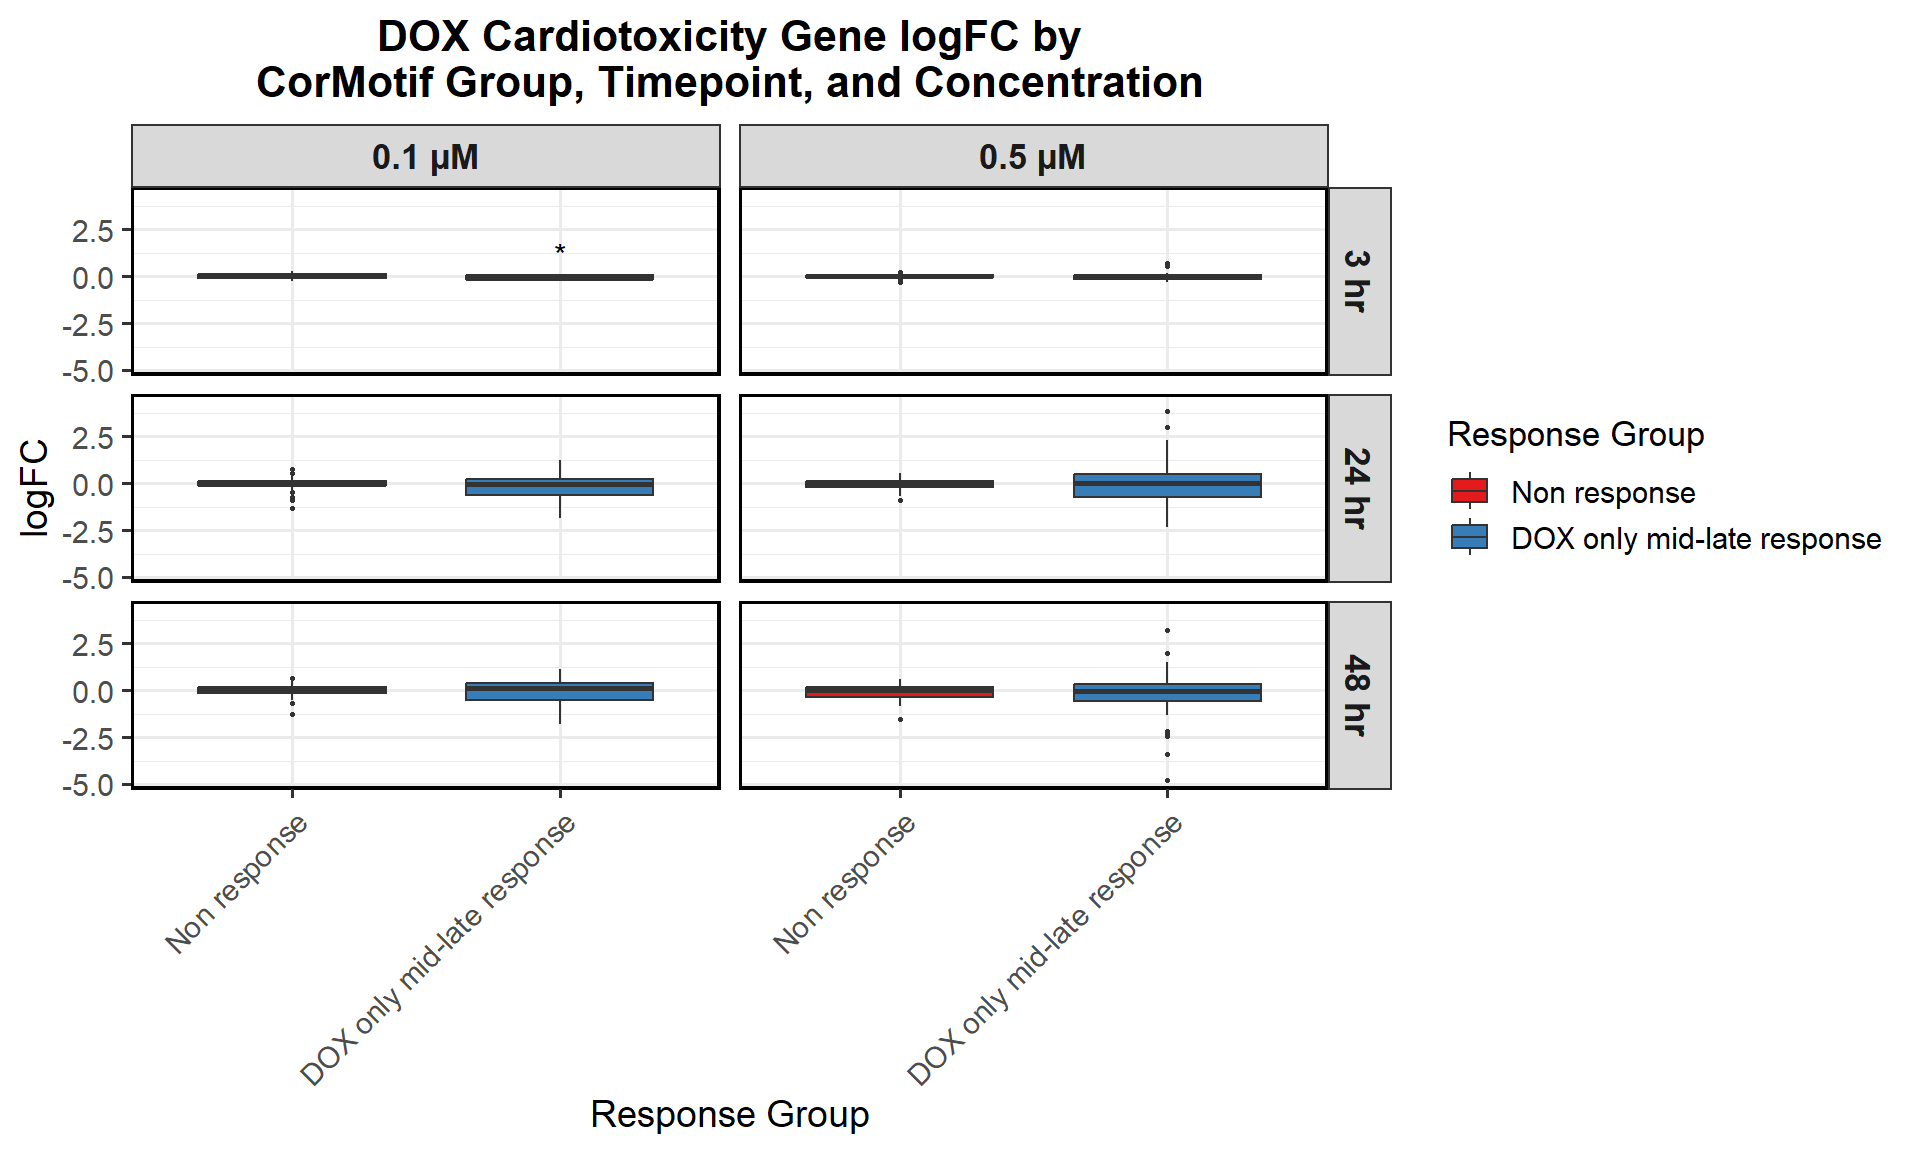 DOX Cardiotoxicity Gene logFC by
CorMotif Group, Timepoint, and Concentration
0.1 µM
0.5 µM
2.5
0.0
-2.5
-5.0
*
3 hr
2.5
0.0
-2.5
-5.0
24 hr
2.5
0.0
-2.5
-5.0
48 hr
logFC
Non response
DOX only mid-late response
Non response
DOX only mid-late response
Response Group
Response Group
Non response
DOX only mid-late response